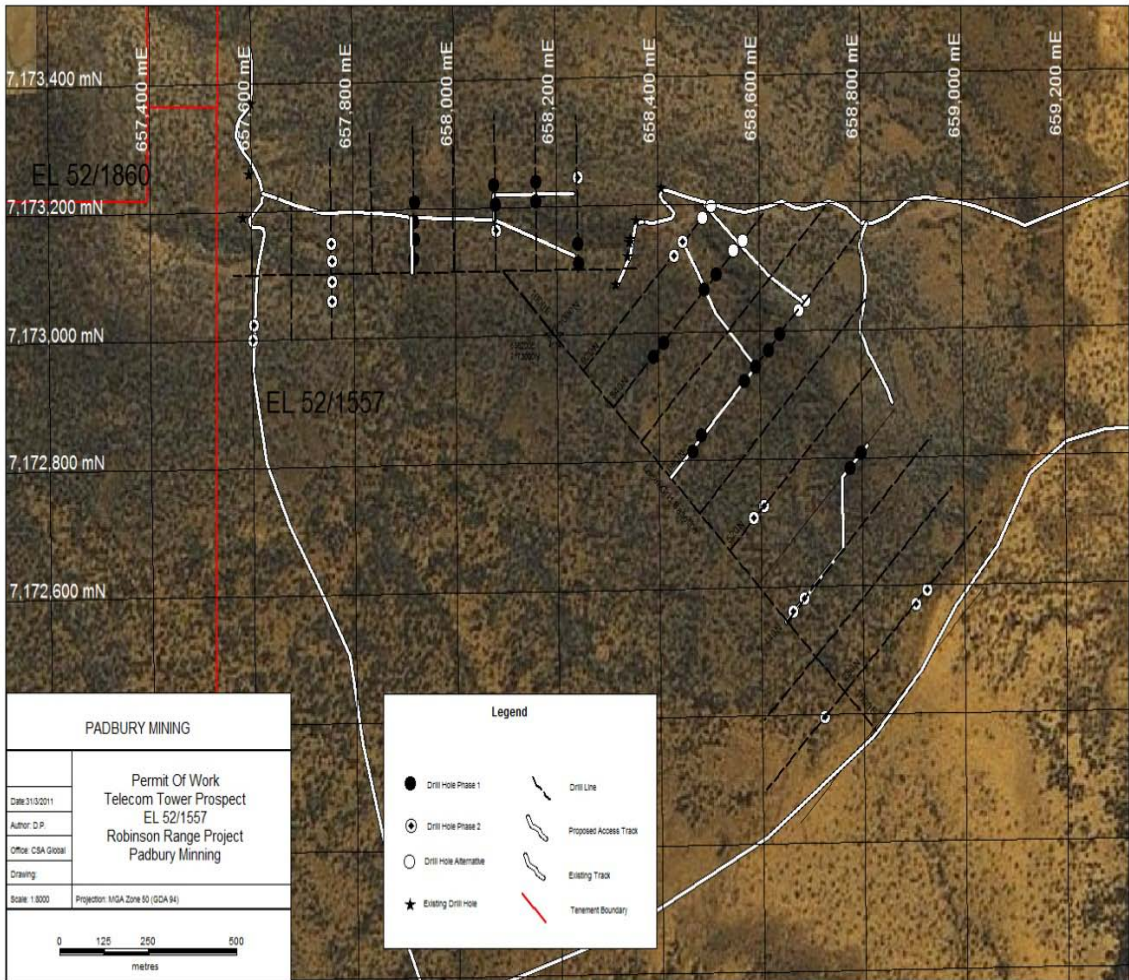 657,400 mE
657,600 mE
657,800 mE
658,000 mE
658,200 mE
658,400 mE
658,600 mE
658,800 mE
659,000 mE
659,200 mE
7,173,400 mN
EL 52/1860
7,173,200 mN
7,173,000 mN
EL 52/1557
7,172,800 mN
7,172,600 mN
PADBURY MINING
Permit Of Work
Telecom Tower Prospect
EL 52/1557
Robinson Range Project
Padbury Minning
Date:31/3/2011
Author: D.P.
Office: CSA Global
Drawing:
Scale: 1:8000
Projection: MGA Zone 50 (GDA 94)
0 125 250 500
metres
Legend
Drill Hole Phase 1
Drill Line
Drill Hole Phase 2
Proposed Access Track
Drill Hole Alternative
Existing Track
Existing Drill Hole
Tenement Boundary